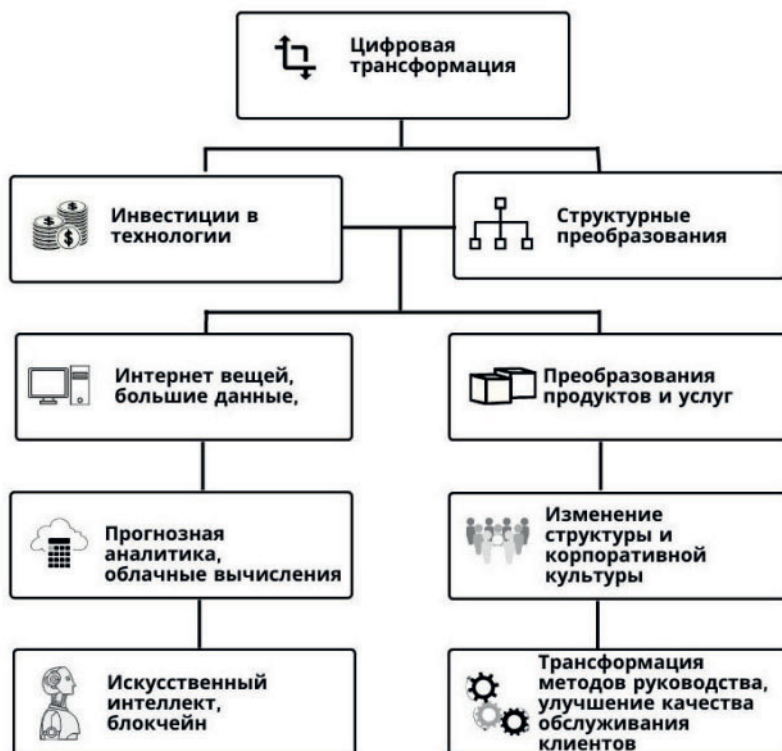 Цифровая
трансформация
Инвестиции в
технологии
Структурные
преобразования
Интернет вещей,
большие данные,
Преобразования
продуктов и услуг
Прогнозная
аналитика,
облачные вычисления
Изменение
структуры и
корпоративной
культуры
Искусственный
интеллект,
блокчейн
Трансформация
методов руководства,
улучшение качества
обслуживания
клиентов